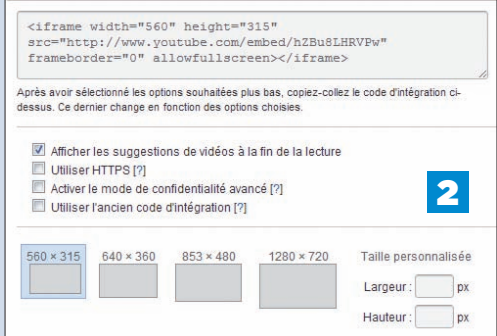 <iframe width="560" height="315"
src="http://www.youtube.com/embed/hZBu8LHRVPw"
frameborder="0" allowfullscreen></iframe>
Après avoir sélectionné les options souhaitées plus bas, copiez-collez le code d'intégration ci-
dessus. Ce dernier change en fonction des options choisies.
Afficher les suggestions de vidéos à la fin de la lecture
Utiliser HTTPS [?]
Activer le mode de confidentialité avancé [?]
Utiliser l'ancien code d'intégration [?]
2
560 × 315 640 × 360 853 × 480 1280 × 720 Taille personnalisée
Largeur : px
Hauteur : px